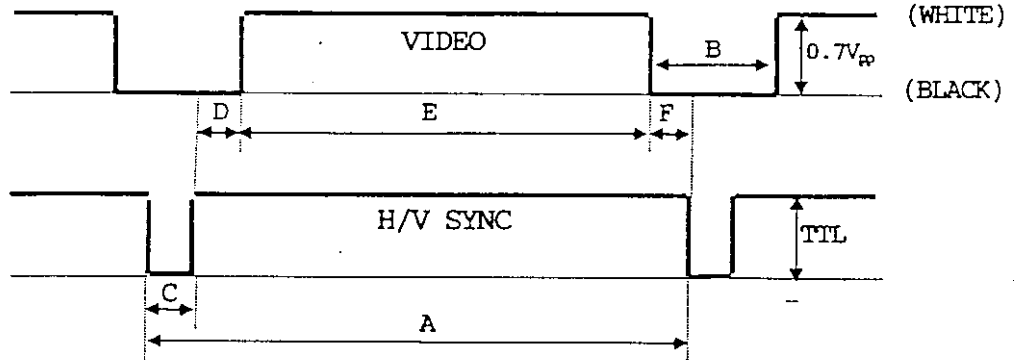 (WHITE)
VIDEO
B
0.7Vpp
(BLACK)
D
E
F
H/V SYNC
TTL
C
A